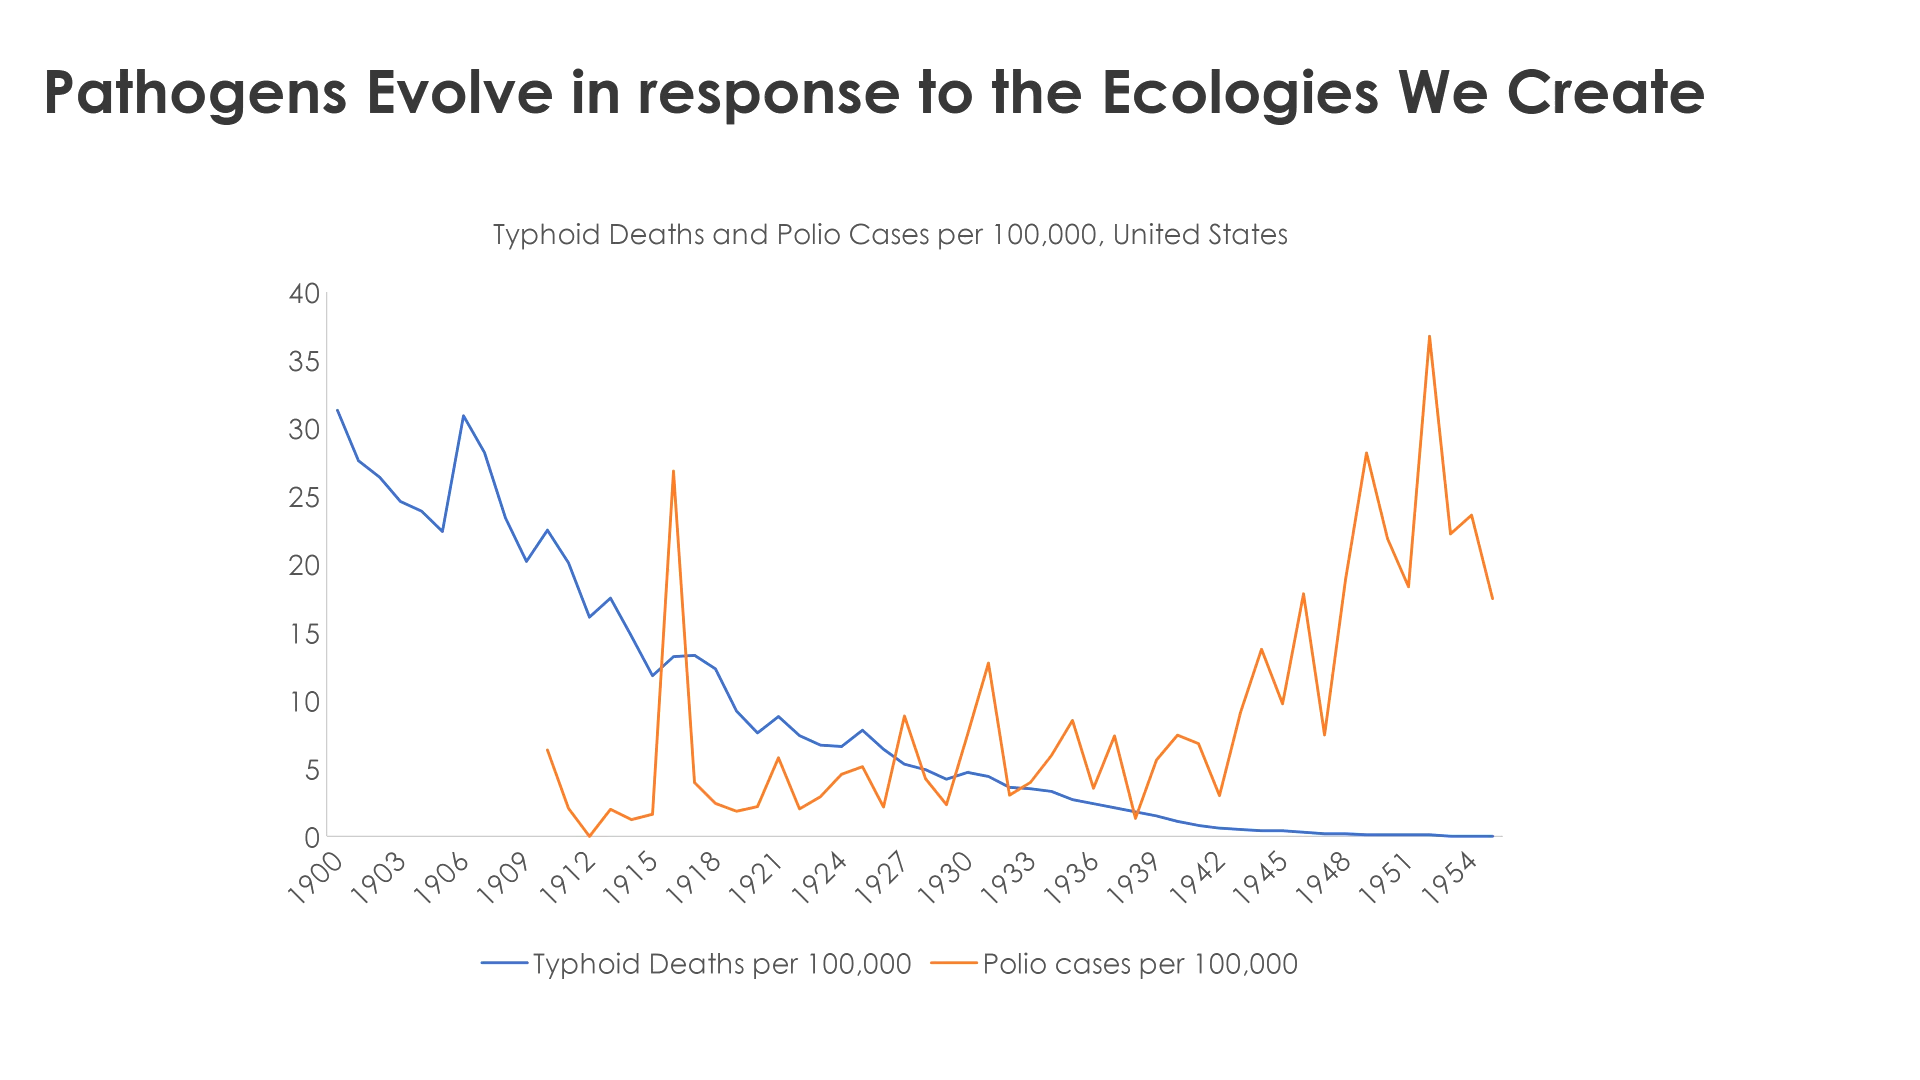 Pathogens Evolve in response to the Ecologies We Create
Typhoid Deaths and Polio Cases per 100,000, United States
40
35
30
25
20
15
10
5
0
1900 1903 1906 1909 1912 1915 1918 1921 1924 1927 1930 1933 1936 1939 1942 1945 1948 1951 1954
Typhoid Deaths per 100,000 Polio cases per 100,000